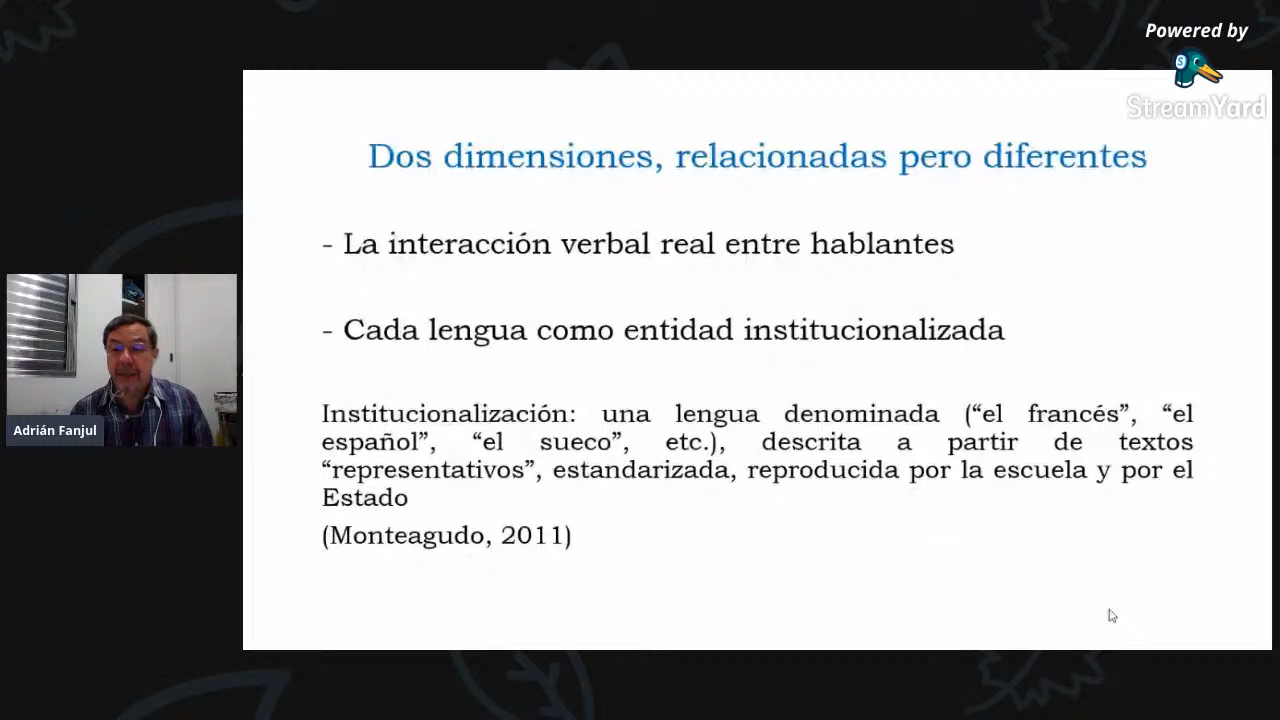 Powered by
StreamYard
Dos dimensiones, relacionadas pero diferentes
- La interacción verbal real entre hablantes
- Cada lengua como entidad institucionalizada
Institucionalización: una lengua denominada (“el francés”, “el
español”, “el sueco”, etc.), descrita a partir de textos
“representativos”, estandarizada, reproducida por la escuela y por el
Estado
(Monteagudo, 2011)
Adrián Fanjul